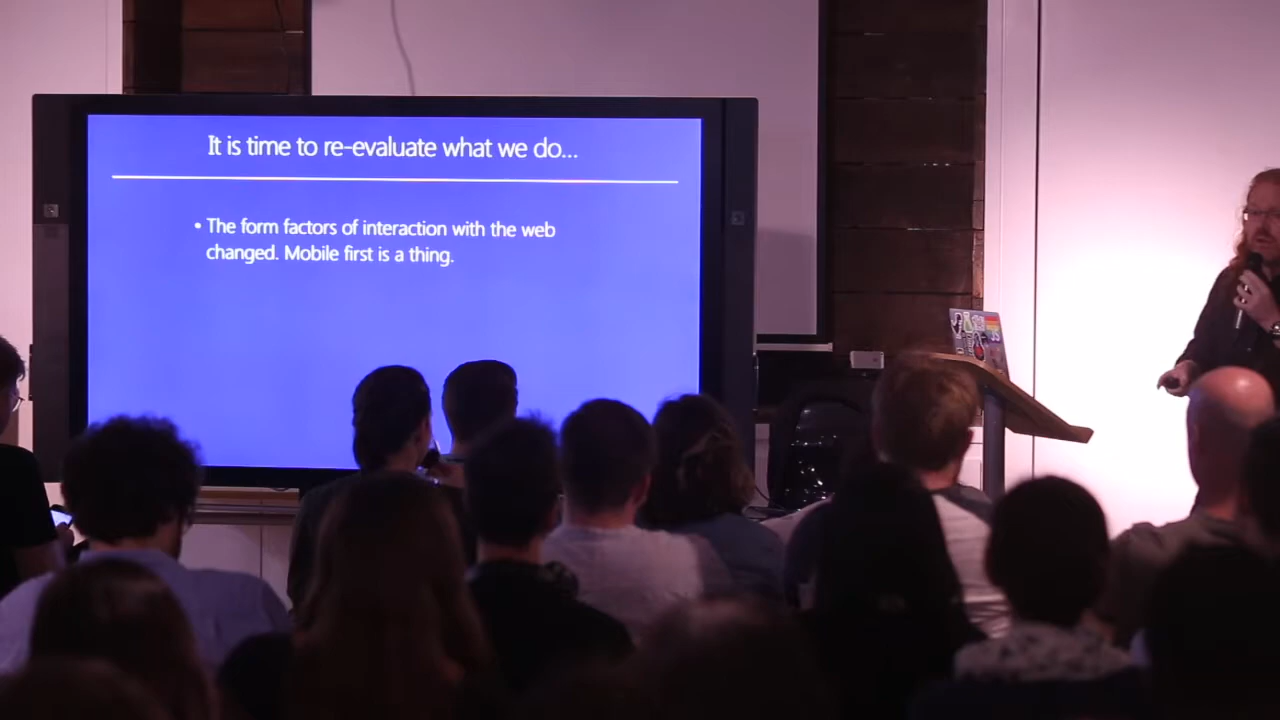 It is time to re-evaluate what we do...
• The form factors of interaction with the web
changed. Mobile first is a thing.